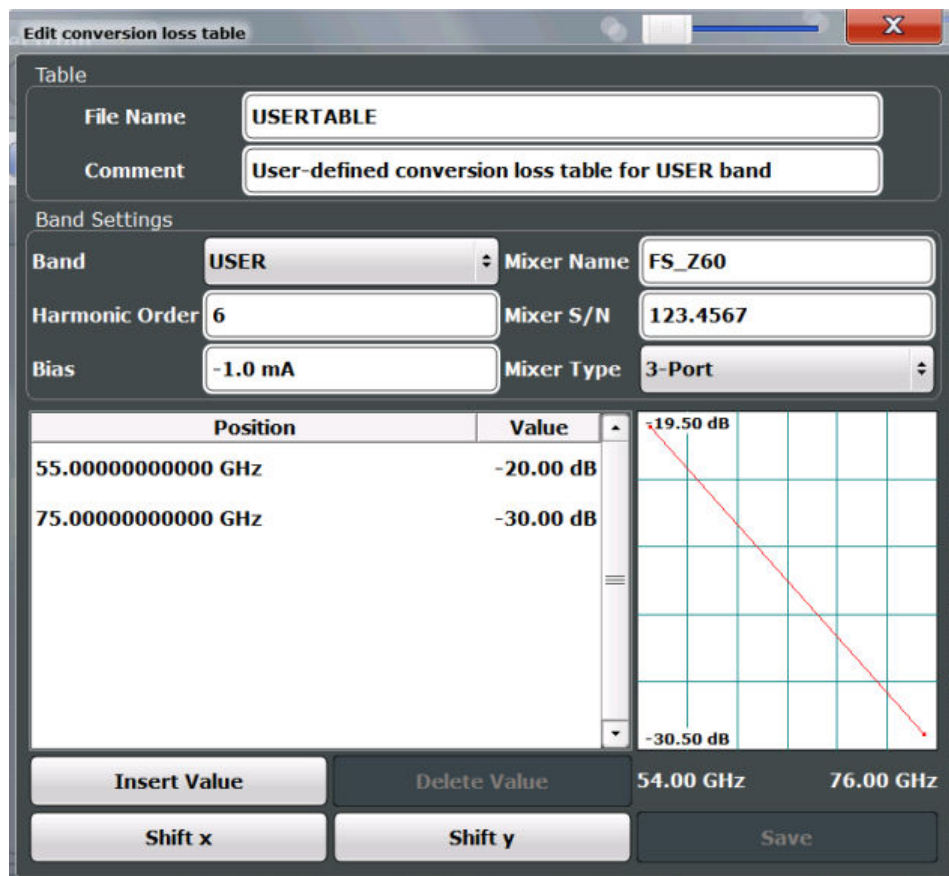 Edit conversion loss table
X
Table
File Name USERTABLE
Comment User-defined conversion loss table for USER band
Band Settings
Band USER Mixer Name FS_Z60
Harmonic Order 6 Mixer S/N 123.4567
Bias -1.0 mA Mixer Type 3-Port
Position Value
55.00000000000 GHz -20.00 dB
75.00000000000 GHz -30.00 dB
-19.50 dB
-30.50 dB
54.00 GHz 76.00 GHz
Insert Value Delete Value
Shift x Shift y Save